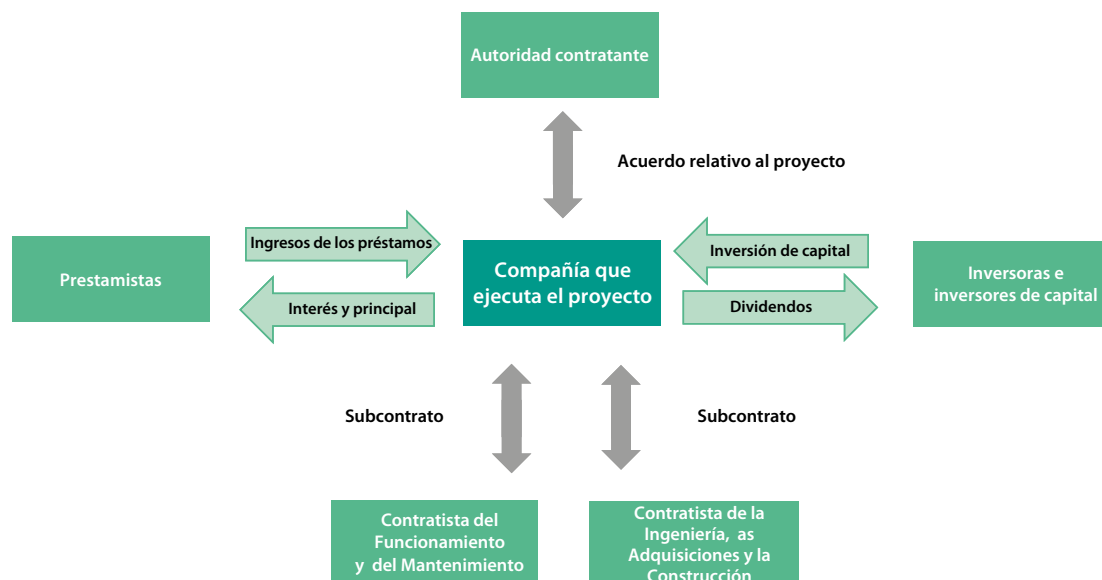 Autoridad contratante
Acuerdo relativo al proyecto
Prestamistas
Ingresos de los préstamos
Interés y principal
Compañía que
ejecuta el proyecto
Inversión de capital
Dividendos
Inversoras e
inversores de capital
Subcontrato
Subcontrato
Contratista del
Funcionamiento
y del Mantenimiento
Contratista de la
Ingeniería, as
Adquisiciones y la
Construcción